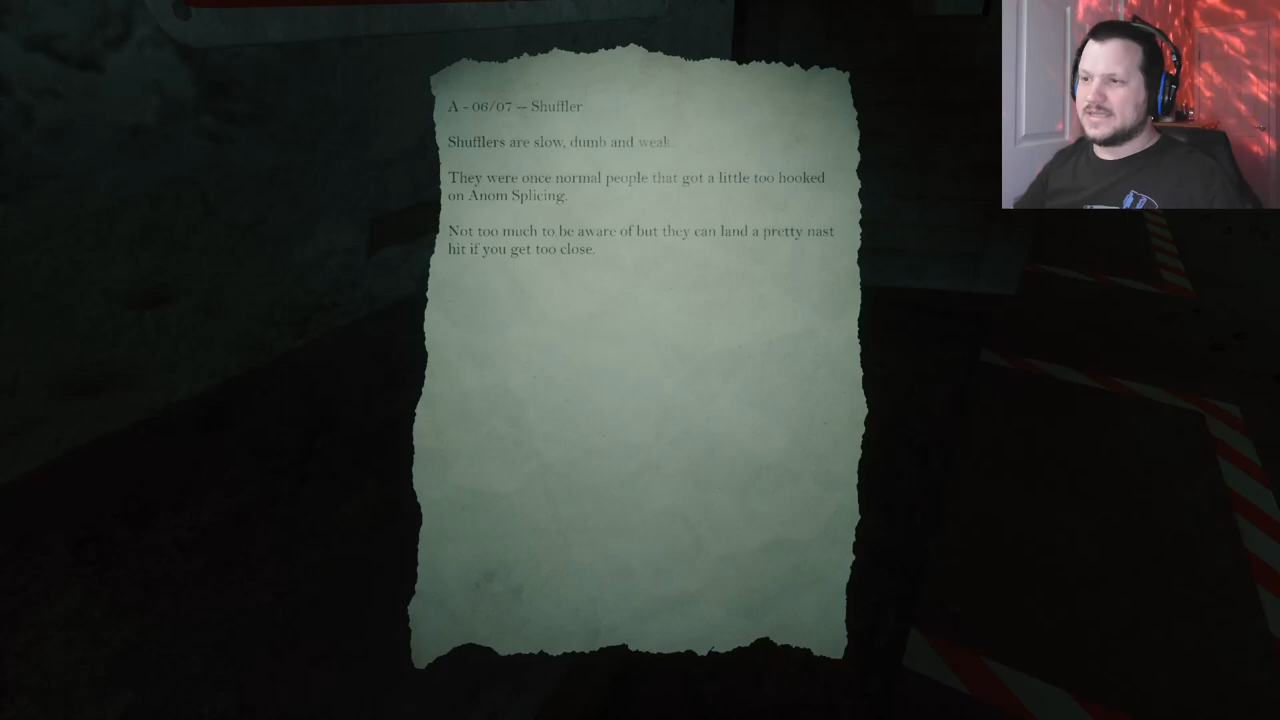 A - 06/07 – Shuffler
Shufflers are slow, dumb and weak.
They were once normal people that got a little too hooked
on Anom Splicing.
Not too much to be aware of but they can land a pretty nast
hit if you get too close.